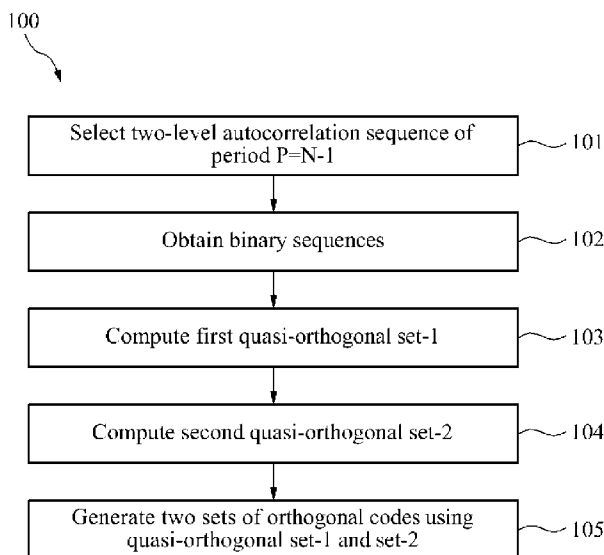 100
Select two-level autocorrelation sequence of
period P=N-1
101
Obtain binary sequences
102
Compute first quasi-orthogonal set-1
103
Compute second quasi-orthogonal set-2
104
Generate two sets of orthogonal codes using
quasi-orthogonal set-1 and set-2
105